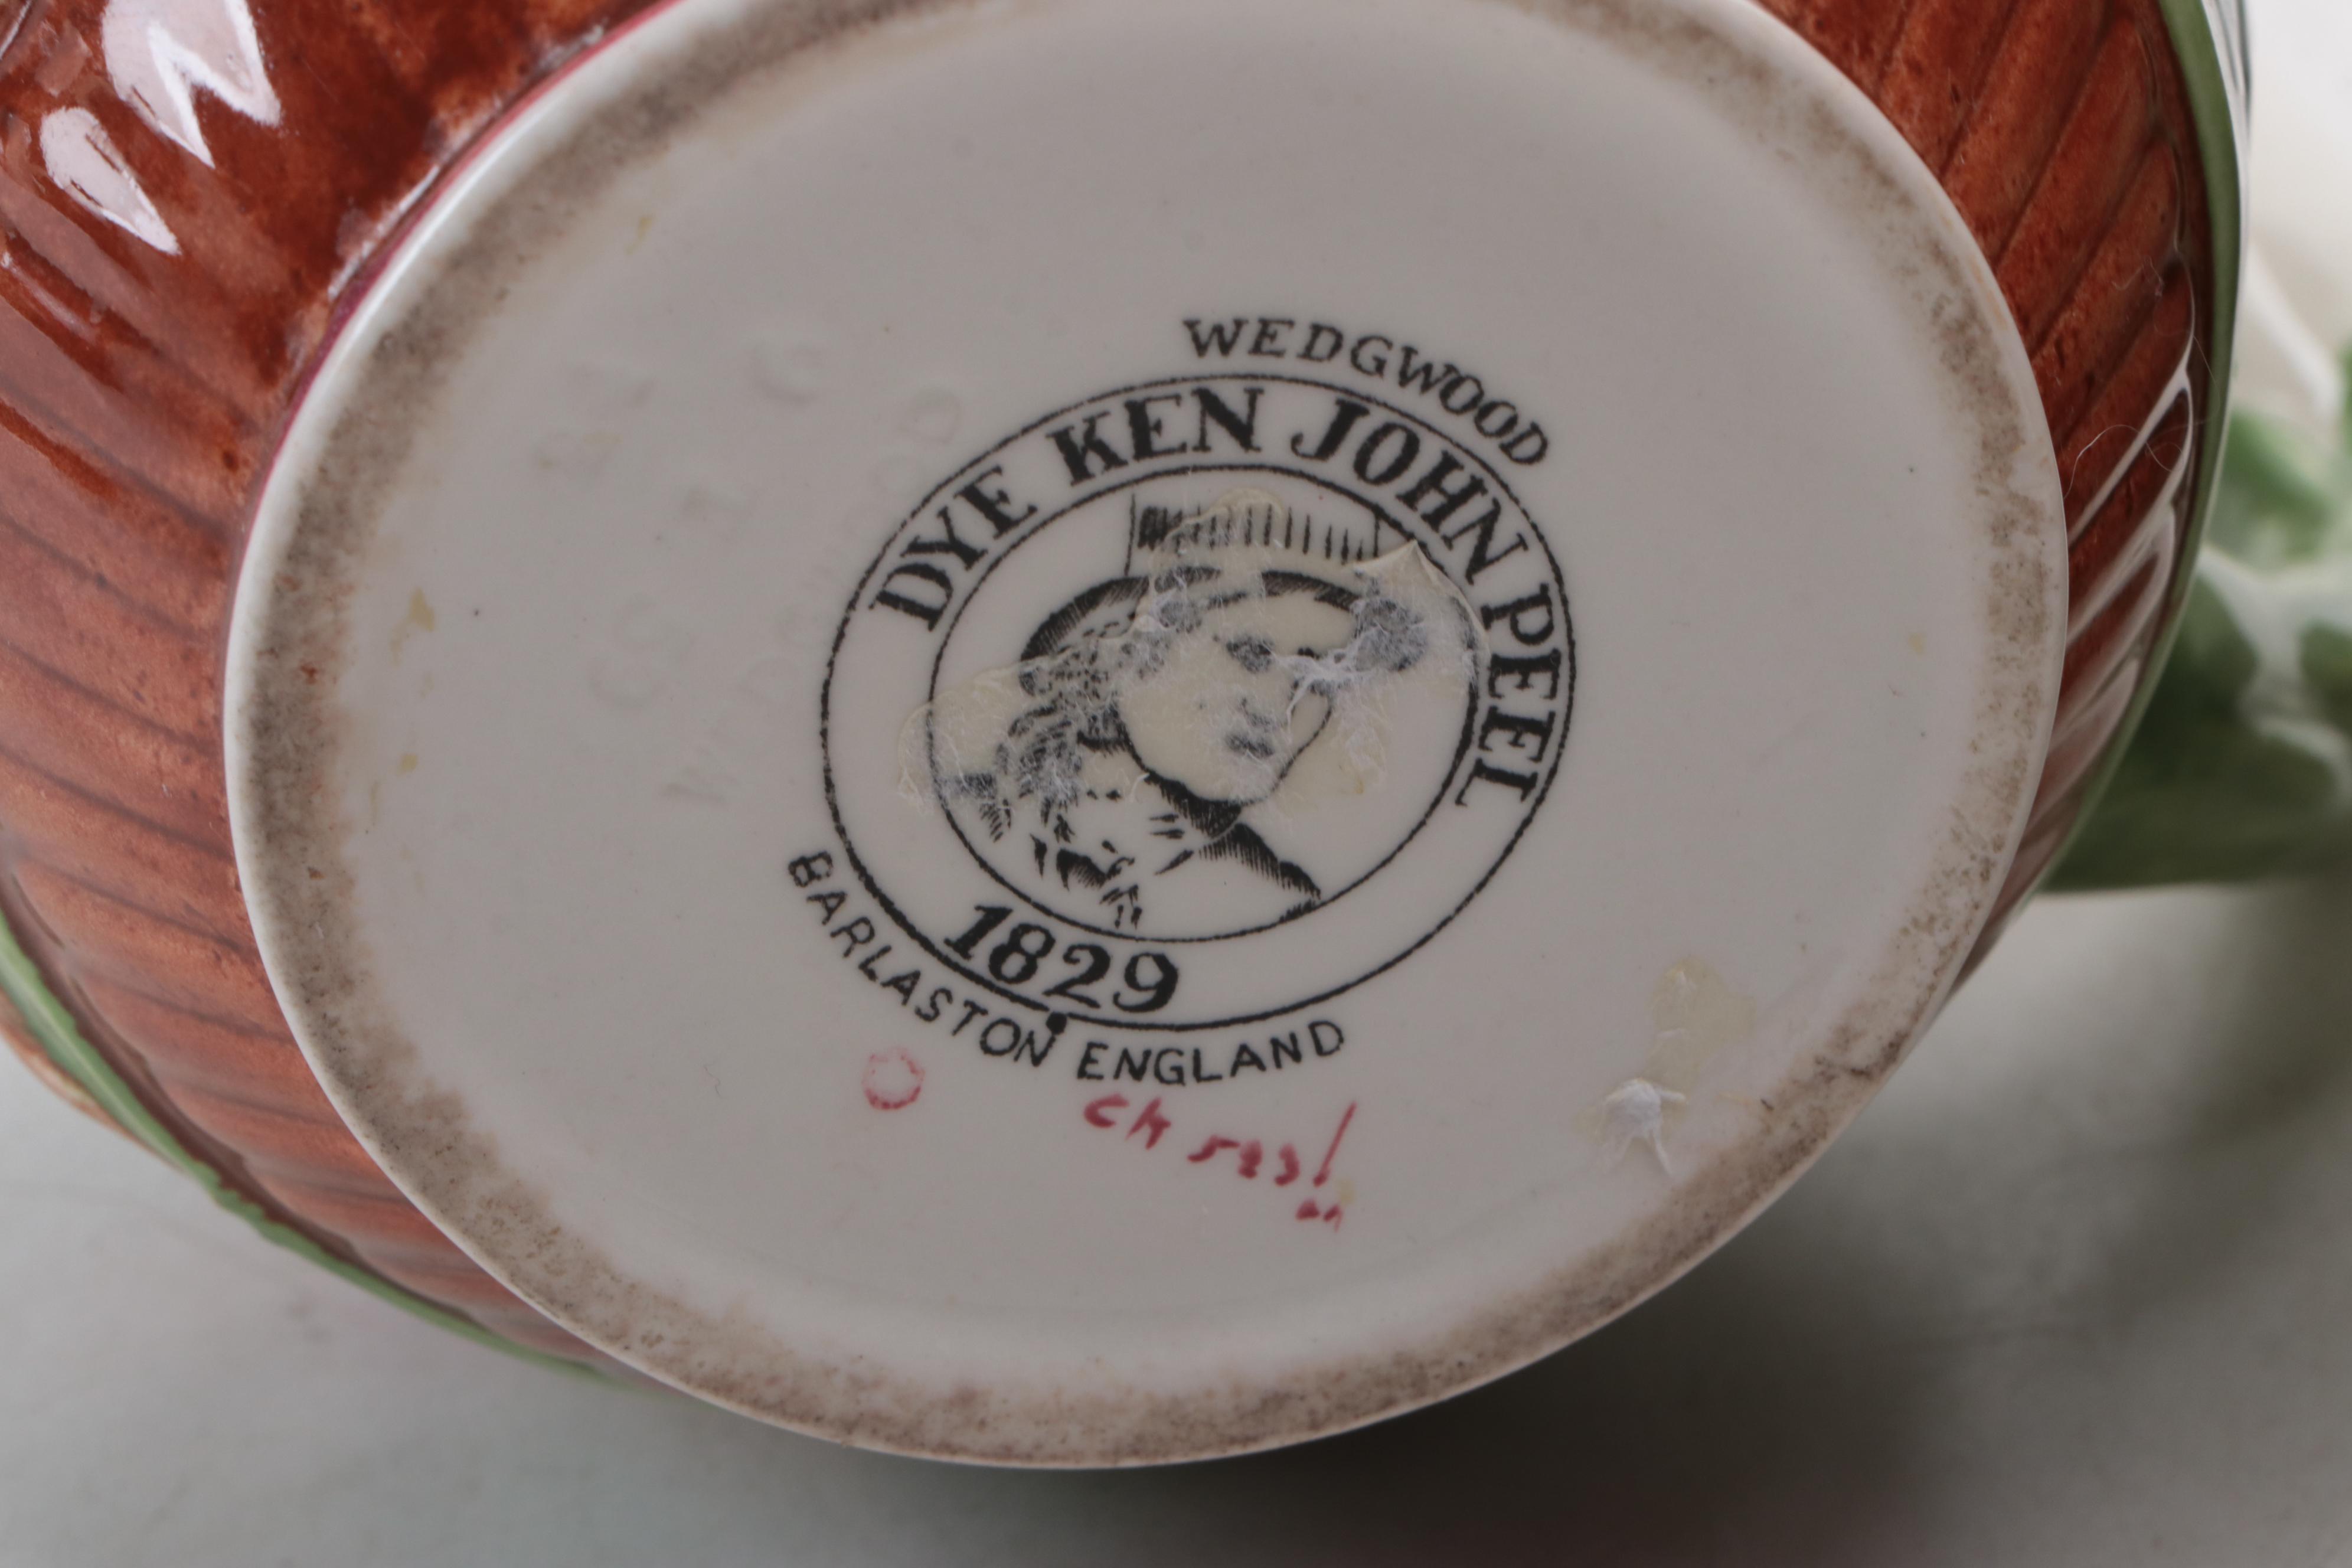 WEDGWOOD
DYE KEN JOHN PEEL
1829
BARLASTON ENGLAND